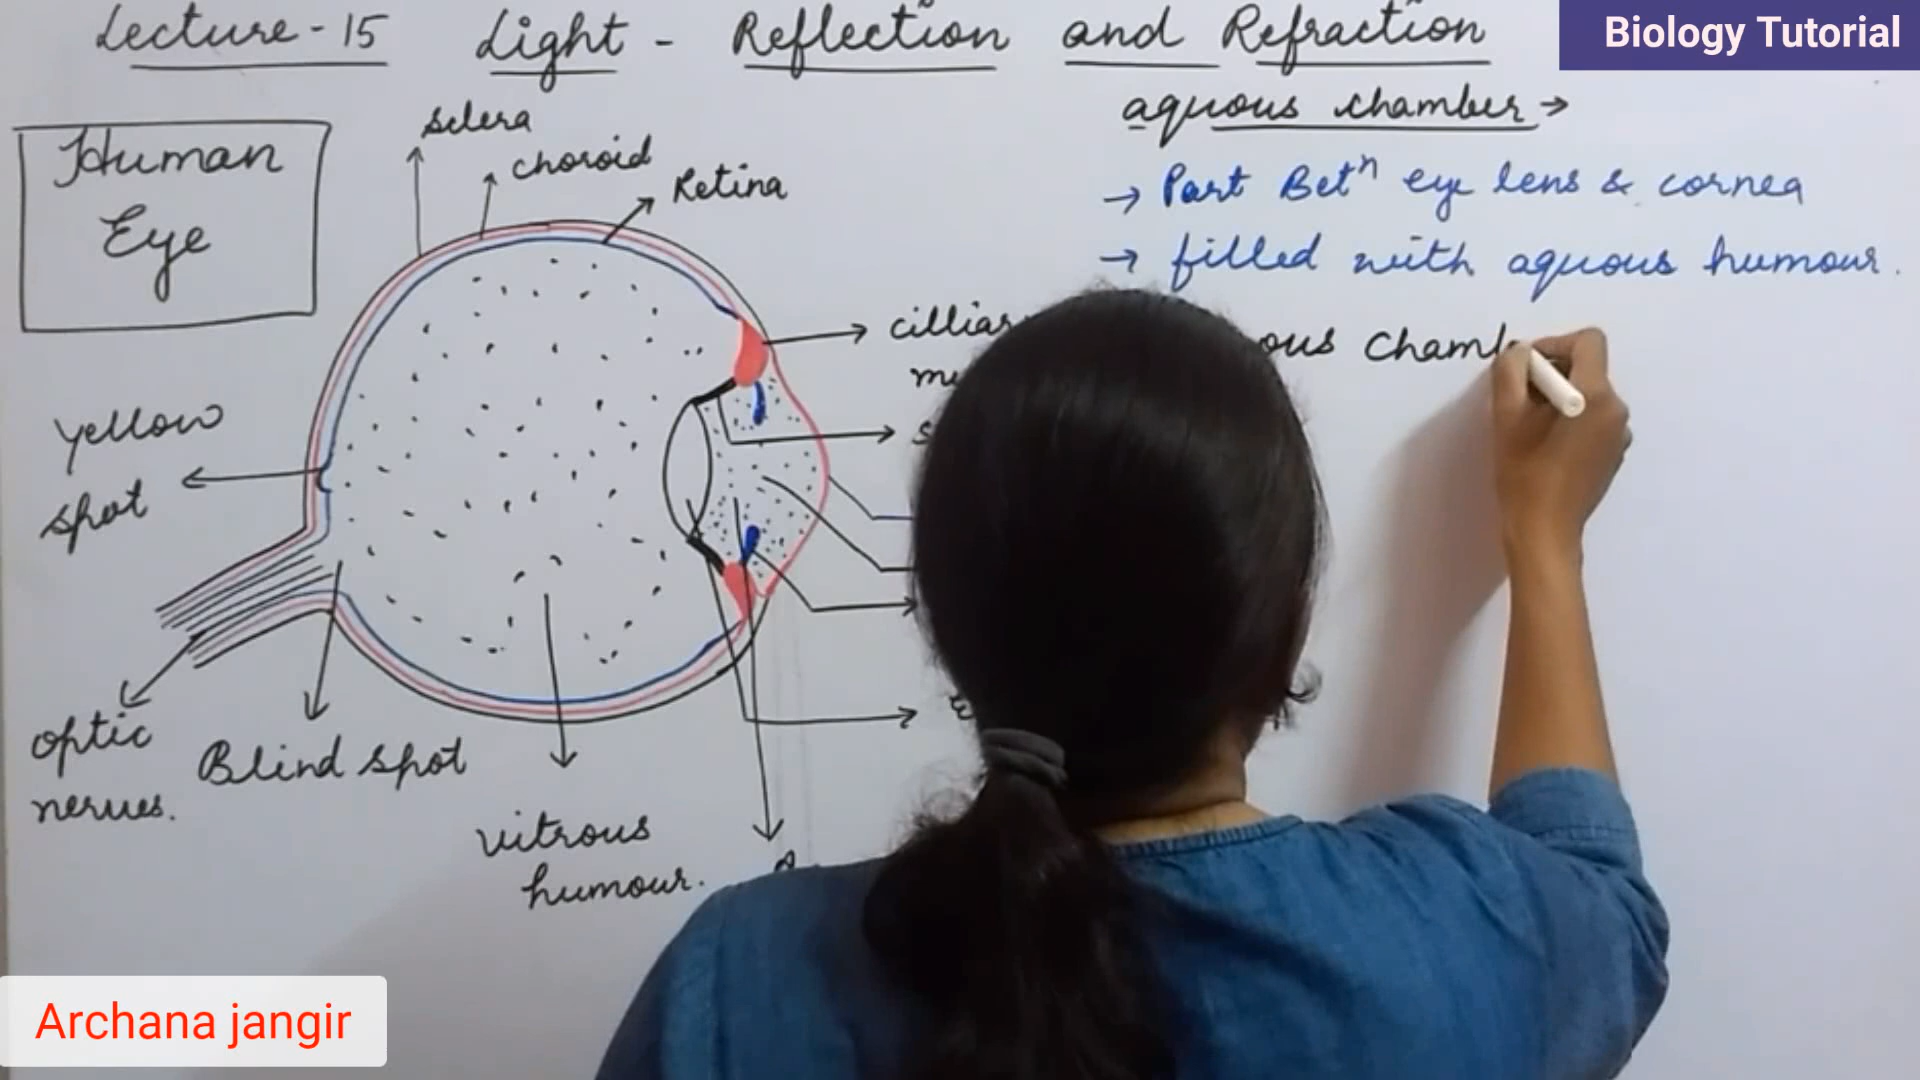 Lecture - 15 Light - Reflection and Refraction
Biology Tutorial
aquous chamber →
→ Part Betn eye lens & cornea
→ filled with aquous humour.
Human
Eye
sclera
choroid
Retina
Yellow
spot
optic
nerves.
Blind spot
vitrous
humour.
Archana jangir